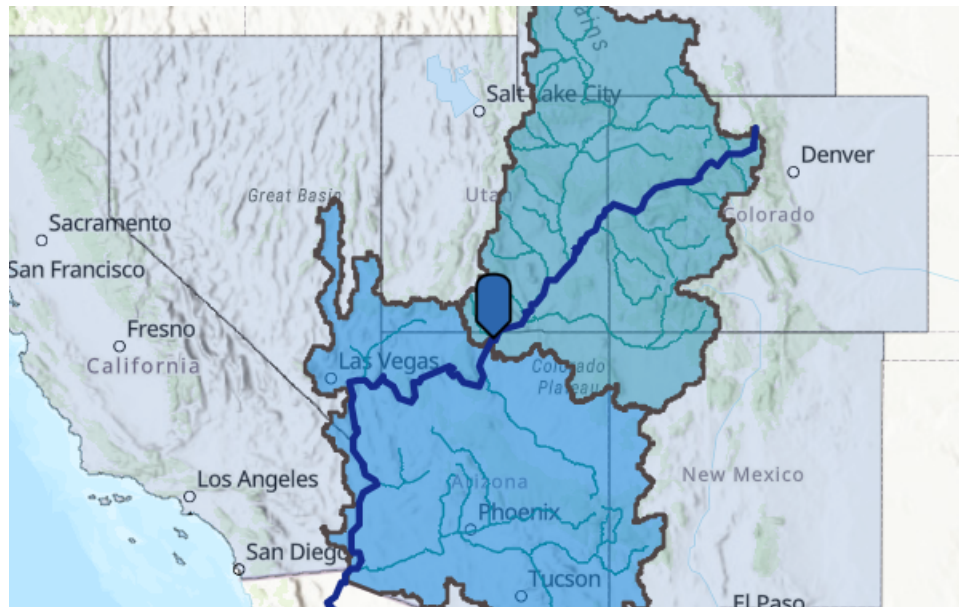 ains
Salt Lake City
Denver
Great Basin
Utah
Colorado
Sacramento
San Francisco
Fresno
California
Las Vegas
Colorado
Plateau
Los Angeles
Arizona
New Mexico
Phoenix
San Diego
Tucson
El Paso